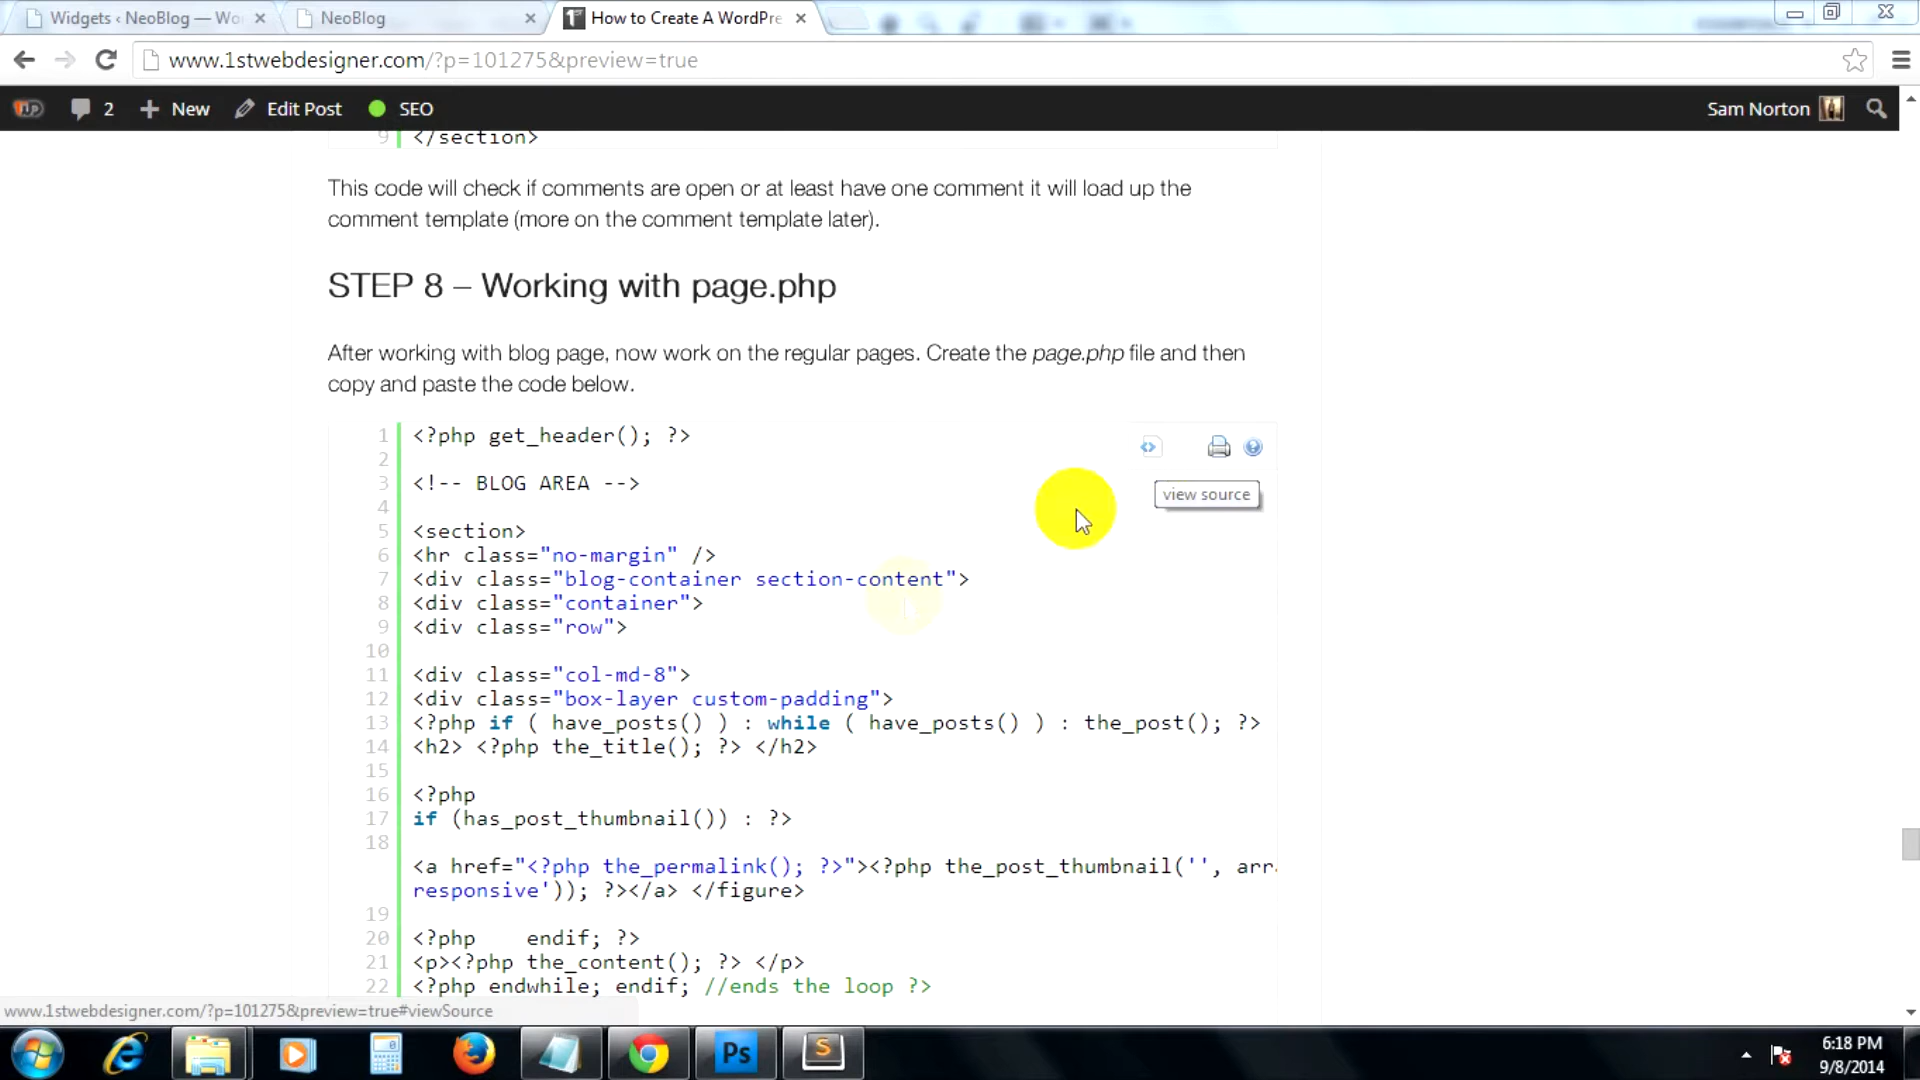 Widgets ‹ NeoBlog — Wo
NeoBlog
How to Create A WordPre
www.1stwebdesigner.com/?p=101275&preview=true
2
New
Edit Post
SEO
Sam Norton
9 </section>
This code will check if comments are open or at least have one comment it will load up the
comment template (more on the comment template later).
STEP 8 – Working with page.php
After working with blog page, now work on the regular pages. Create the page.php file and then
copy and paste the code below.
1 <?php get_header(); ?>
view source
2
3 <!-- BLOG AREA -->
4
5 <section>
6 <hr class="no-margin" />
7 <div class="blog-container section-content">
8 <div class="container">
9 <div class="row">
10
11 <div class="col-md-8">
12 <div class="box-layer custom-padding">
13 <?php if ( have_posts() ) : while ( have_posts() ) : the_post(); ?>
14 <h2> <?php the_title(); ?> </h2>
15
16 <?php
17 if (has_post_thumbnail()) : ?>
18
<a href="<?php the_permalink(); ?>"><?php the_post_thumbnail('', arr
responsive')); ?></a> </figure>
19
20 <?php    endif; ?>
21 <p><?php the_content(); ?> </p>
22 <?php endwhile; endif; //ends the loop ?>
www.1stwebdesigner.com/?p=101275&preview=true#viewSource
Ps
S
6:18 PM
9/8/2014